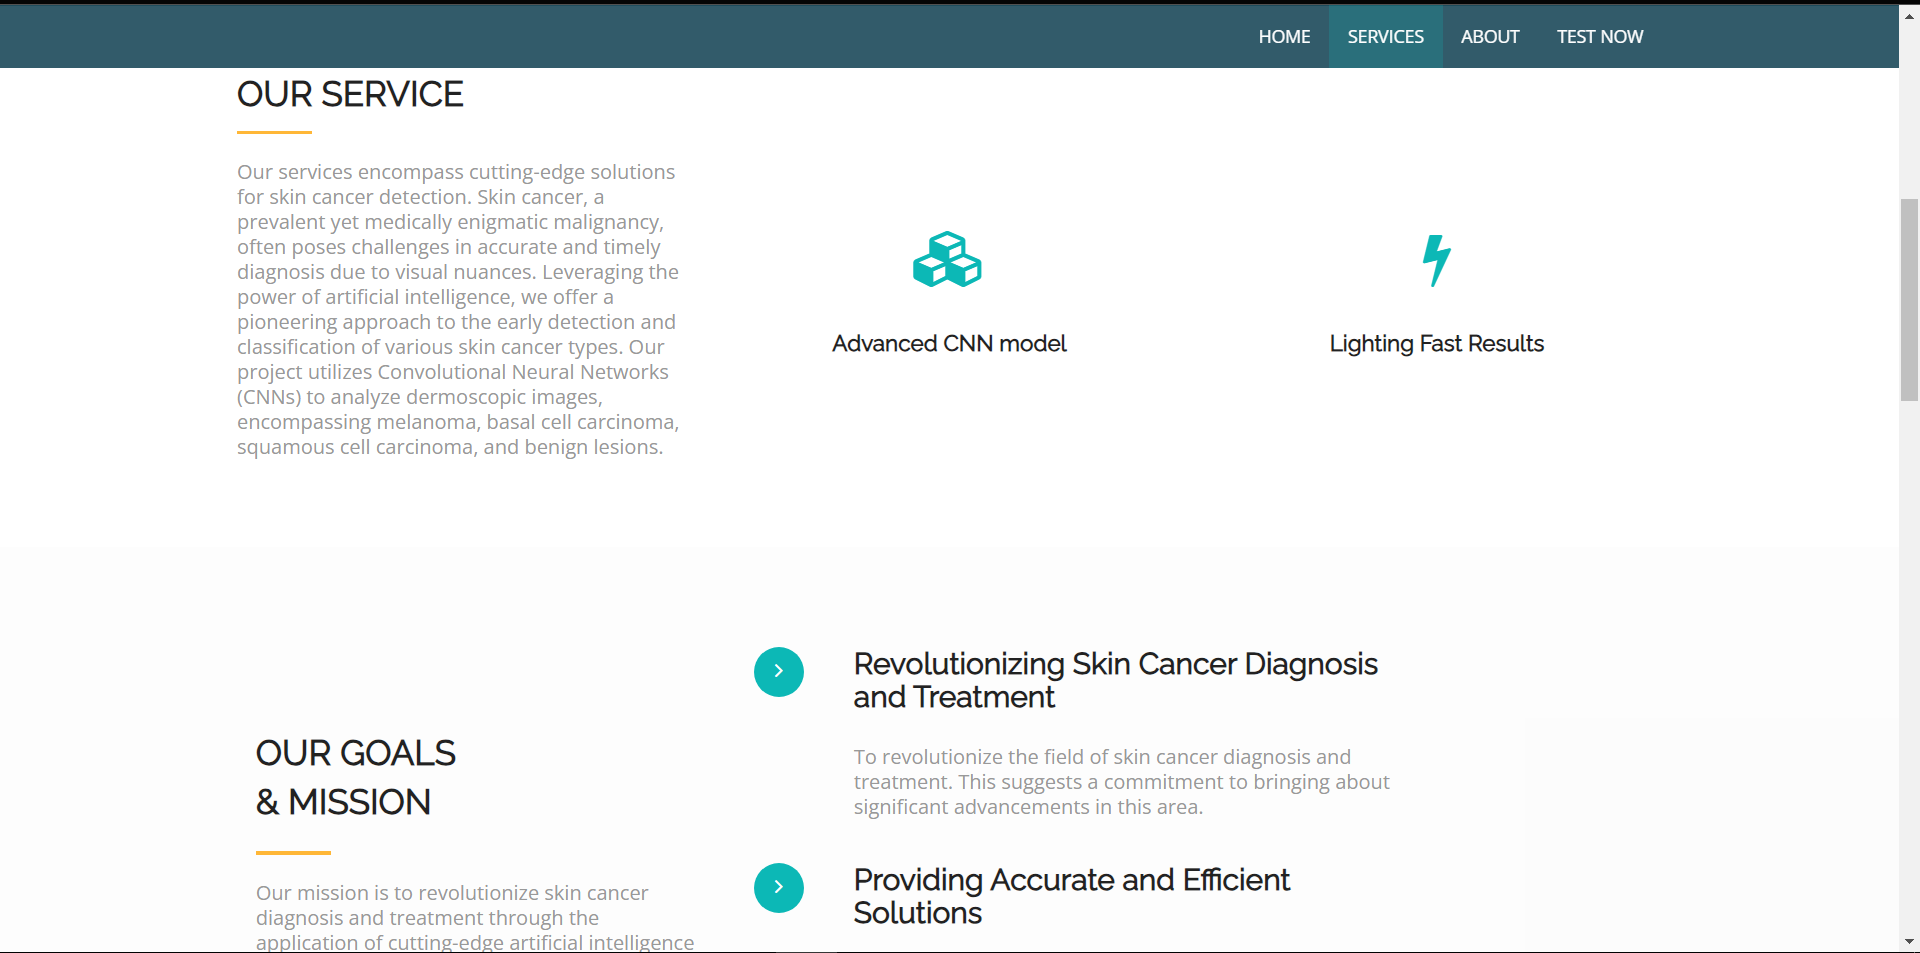 HOME SERVICES ABOUT TEST NOW
OUR SERVICE
Our services encompass cutting-edge solutions
for skin cancer detection. Skin cancer, a
prevalent yet medically enigmatic malignancy,
often poses challenges in accurate and timely
diagnosis due to visual nuances. Leveraging the
power of artificial intelligence, we offer a
pioneering approach to the early detection and
classification of various skin cancer types. Our
project utilizes Convolutional Neural Networks
(CNNs) to analyze dermoscopic images,
encompassing melanoma, basal cell carcinoma,
squamous cell carcinoma, and benign lesions.
Advanced CNN model
Lighting Fast Results
OUR GOALS
& MISSION
Our mission is to revolutionize skin cancer
diagnosis and treatment through the
application of cutting-edge artificial intelligence
Revolutionizing Skin Cancer Diagnosis
and Treatment
To revolutionize the field of skin cancer diagnosis and
treatment. This suggests a commitment to bringing about
significant advancements in this area.
Providing Accurate and Efficient
Solutions